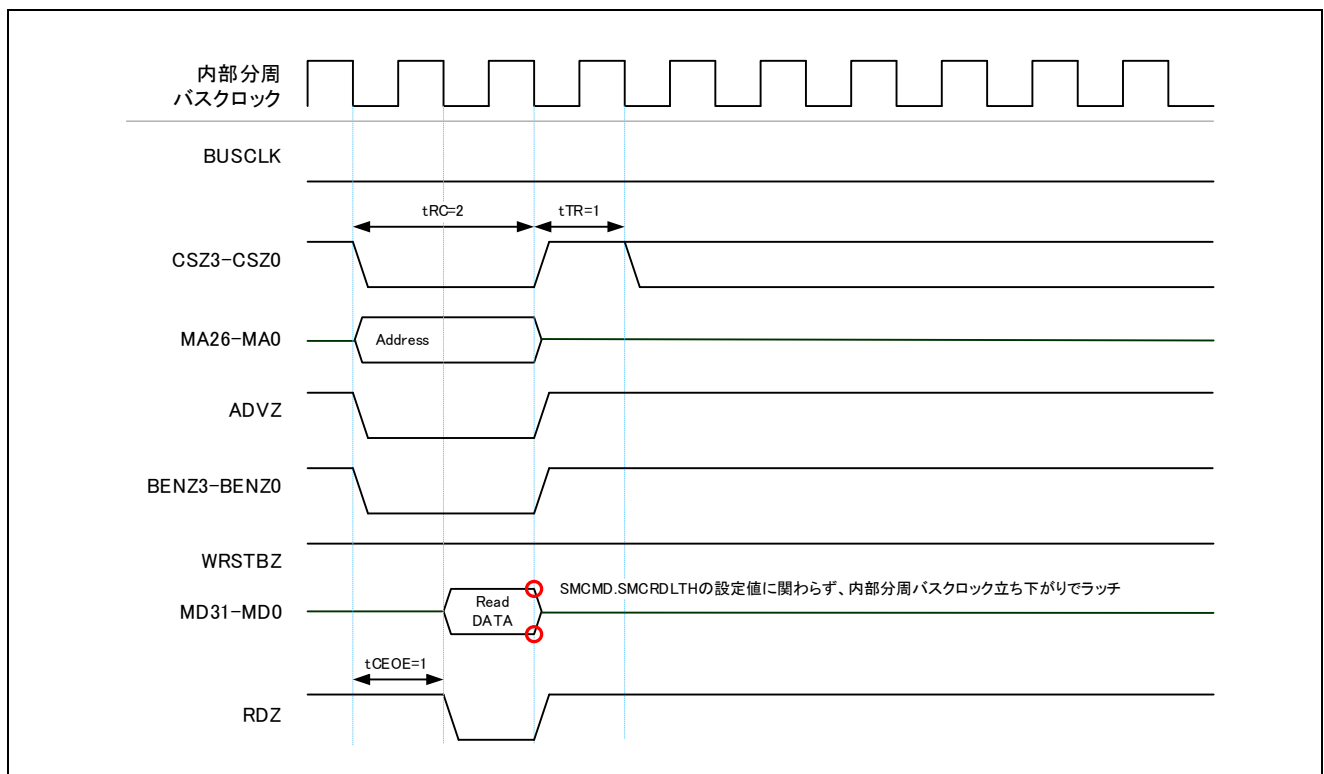 内部分周
バスクロック
BUSCLK
tRC=2
tTR=1
CSZ3-CSZ0
MA26-MA0
Address
ADVZ
BENZ3-BENZ0
WRSTBZ
SMCMD.SMCRDLTHの設定値に関わらず、内部分周バスクロック立ち下がりでラッチ
MD31-MD0
Read
DATA
tCEOE=1
RDZ